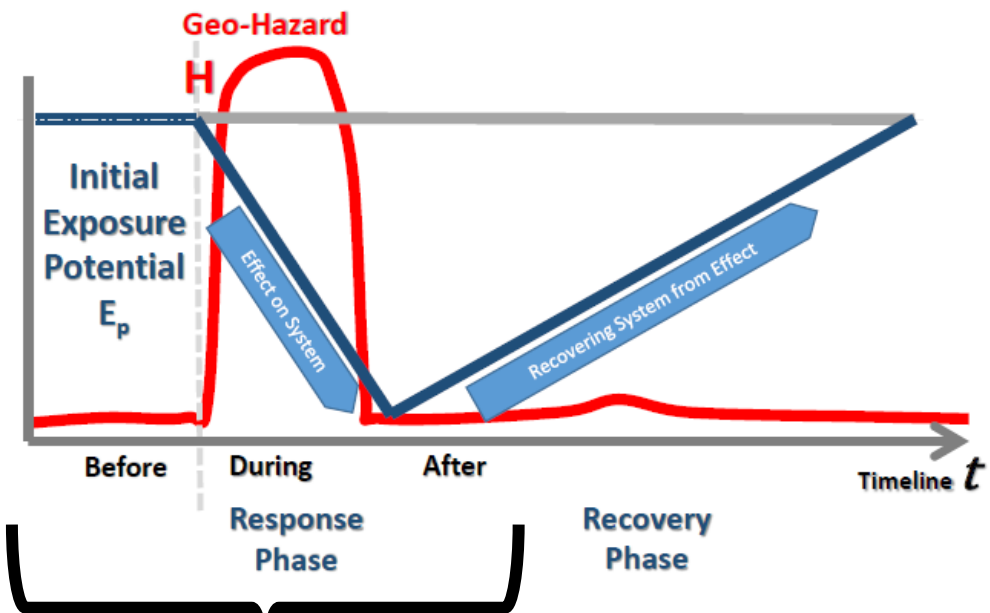 Geo-Hazard
H
Initial
Exposure
Potential
Ep
Effect on System
Recovering System from Effect
Before
During
After
Timeline t
Response
Phase
Recovery
Phase